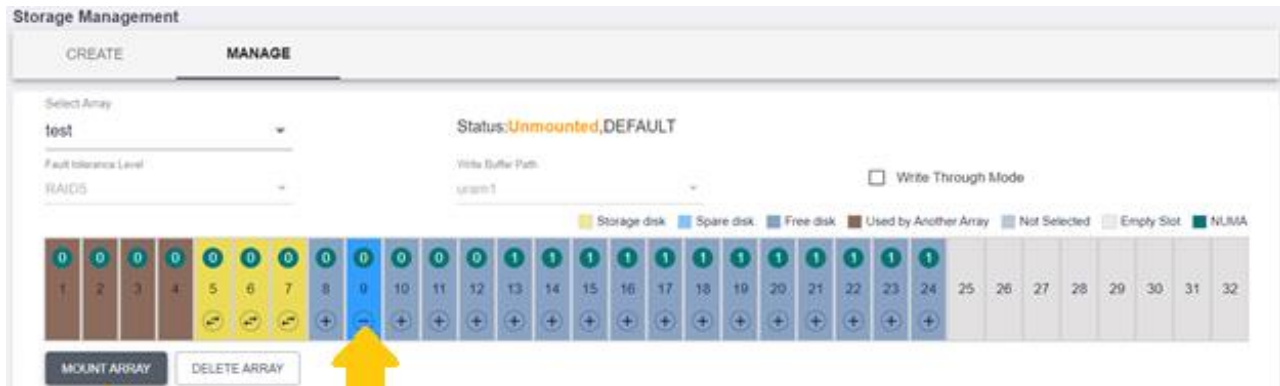 Storage Management
CREATE MANAGE
Select Array
test
Status:Unmounted,DEFAULT
Fault tolerance Level
RAID5
Write Buffer Path
uram1
Write Through Mode
Storage disk Spare disk Free disk Used by Another Array Not Selected Empty Slot NUMA
0 0 0 0 0 0 0 0 0 0 0 0 1 1 1 1 1 1 1 1 1 1 1 1
1 2 3 4 5 6 7 8 9 10 11 12 13 14 15 16 17 18 19 20 21 22 23 24 25 26 27 28 29 30 31 32
MOUNT ARRAY DELETE ARRAY